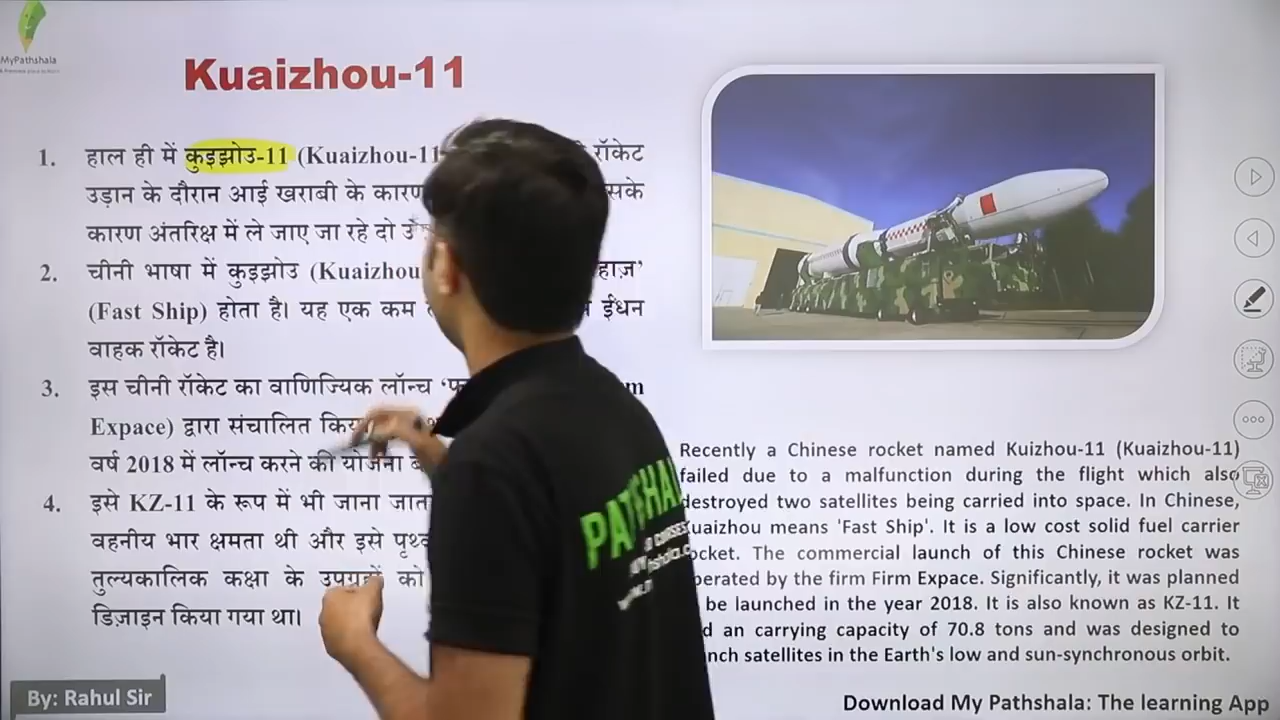 MyPathshala
Kuaizhou-11
1. हाल ही में कुइझोउ-11 (Kuaizhou-11 रॉकेट
उड़ान के दौरान आई खराबी के कारण
कारण अंतरिक्ष में ले जाए जा रहे दो
2. चीनी भाषा में कुइझोउ (Kuaizhou
(Fast Ship) होता है। यह एक कम ईंधन
वाहक रॉकेट है।
3. इस चीनी रॉकेट का वाणिज्यिक लॉन्च
Expace) द्वारा संचालित
वर्ष 2018 में लॉन्च करने की योजना
4. इसे KZ-11 के रूप में भी जाना
वहनीय भार क्षमता थी और इसे
तुल्यकालिक कक्षा के उपग्रहों को
डिज़ाइन किया गया था।
Recently a Chinese rocket named Kuizhou-11 (Kuaizhou-11)
failed due to a malfunction during the flight which also
destroyed two satellites being carried into space. In Chinese,
Kuaizhou means 'Fast Ship'. It is a low cost solid fuel carrier
rocket. The commercial launch of this Chinese rocket was
operated by the firm Firm Expace. Significantly, it was planned
be launched in the year 2018. It is also known as KZ-11. It
an carrying capacity of 70.8 tons and was designed to
launch satellites in the Earth's low and sun-synchronous orbit.
By: Rahul Sir
Download My Pathshala: The learning App